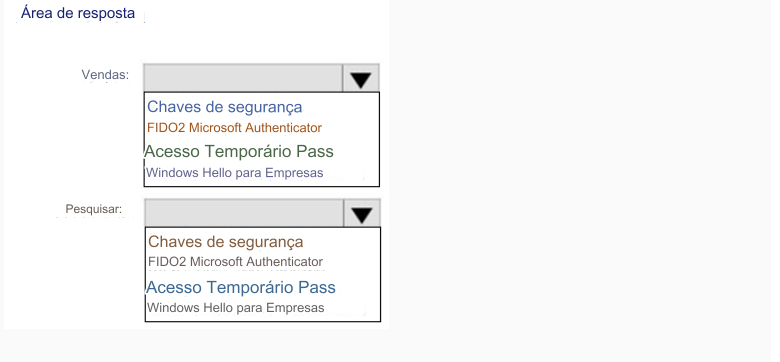 Área de resposta
Vendas:
Chaves de segurança
FIDO2 Microsoft Authenticator
Acesso Temporário Pass
Windows Hello para Empresas
Pesquisar:
Chaves de segurança
FIDO2 Microsoft Authenticator
Acesso Temporário Pass
Windows Hello para Empresas